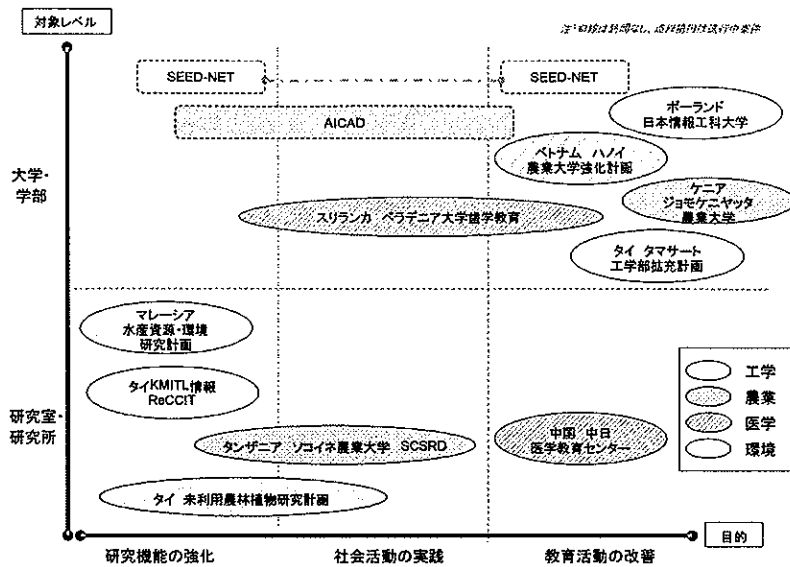 対象レベル
SEED-NET
SEED-NET
AICAD
ポーランド
日本情報工科大学
ベトナム ハノイ
農業大学強化計画
大学・
学部
ケニア
ジョモケニヤッタ
農業大学
スリランカ ペラデニア大学歯学教育
タイ タマサート
工学部拡充計画
マレーシア
水産資源・環境
研究計画
タイKMITL情報
ReCCIT
研究室・
研究所
タンザニア ソコイネ農業大学 SCSRD
中国 中日
医学教育センター
タイ 未利用農林植物研究計画
工学
農業
医学
環境
目的
研究機能の強化
社会活動の実践
教育活動の改善